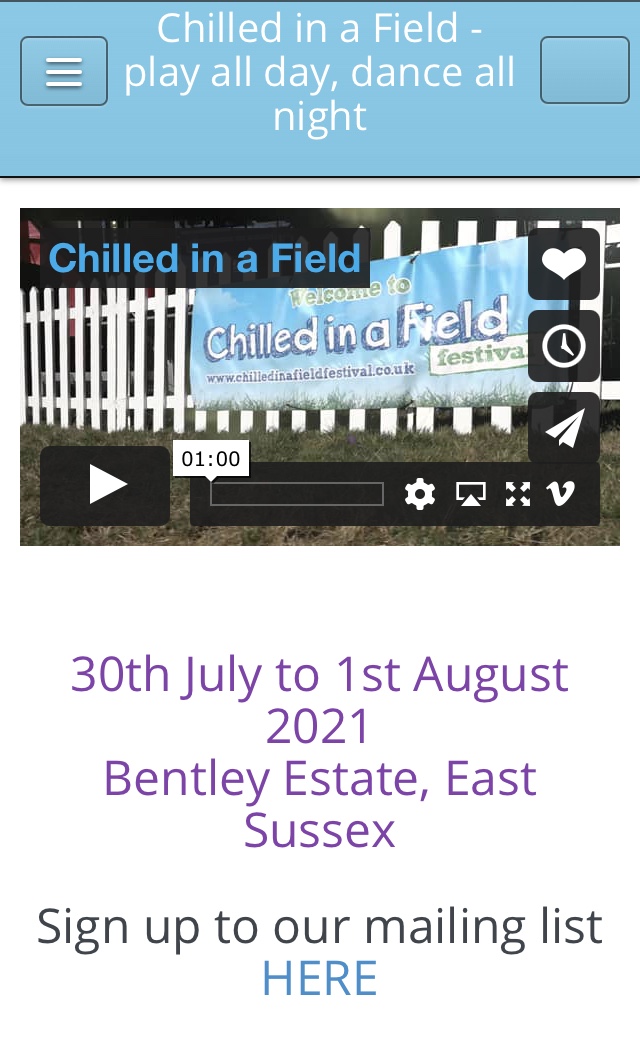 Chilled in a Field -
play all day, dance all
night
Chilled in a Field
Welcome to
Chilled in a Field
festiva
www.chilledinafieldfestival.co.uk
01:00
30th July to 1st August
2021
Bentley Estate, East
Sussex
Sign up to our mailing list
HERE